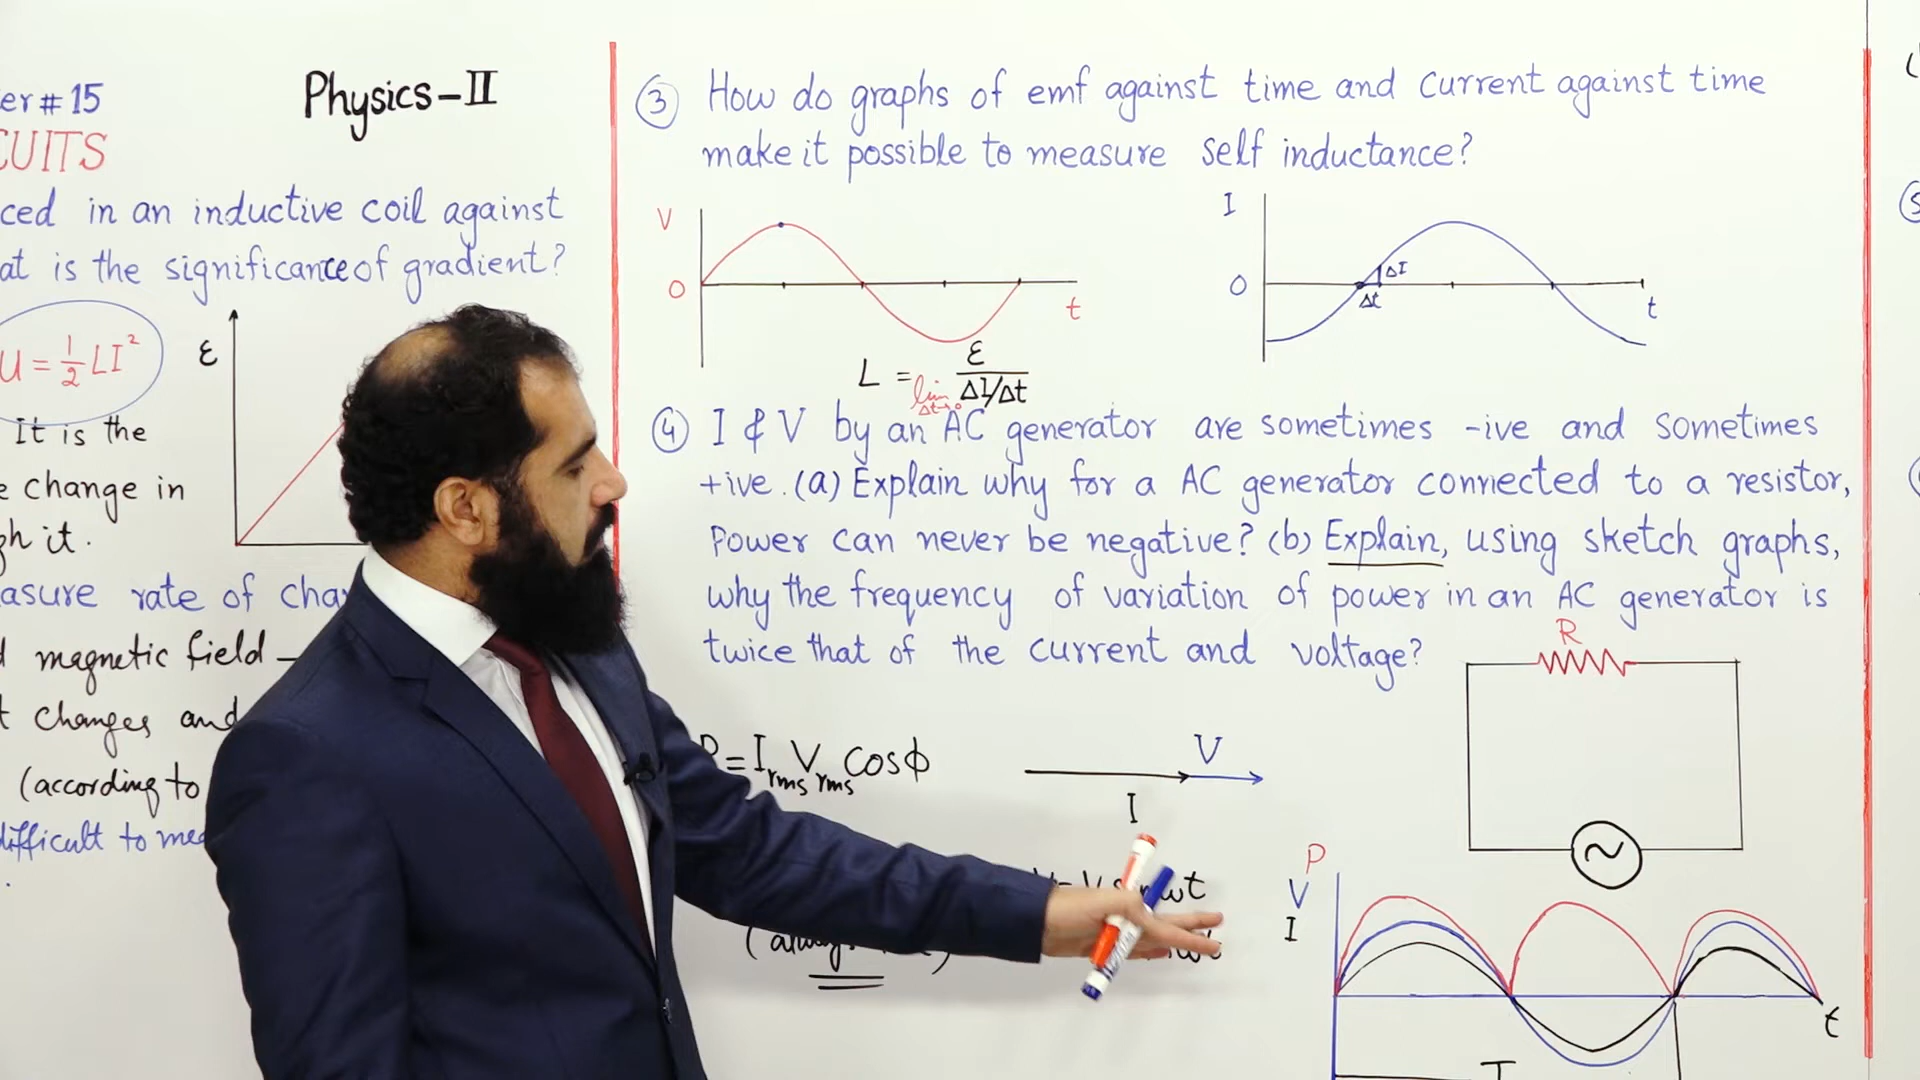 er # 15
Physics-II
CUITS
ced in an inductive coil against
at is the significance of gradient?
U = 1/2 LI²
ε
It is the
e change in
gh it.
asure rate of cha
d magnetic field
t changes and
(according to
difficult to mea
③ How do graphs of emf against time and current against time
make it possible to measure self inductance?
V
O
t
I
O
ΔI
Δt
t
L = lim Δt→0 ε / ΔI/Δt
④ I & V by an AC generator are sometimes -ive and sometimes
+ive. (a) Explain why for a AC generator connected to a resistor,
Power can never be negative? (b) Explain, using sketch graphs,
why the frequency of variation of power in an AC generator is
twice that of the current and voltage?
R
P = Irms Vrms cosϕ
V
I
ωt
ωt
P
V
I
t
T